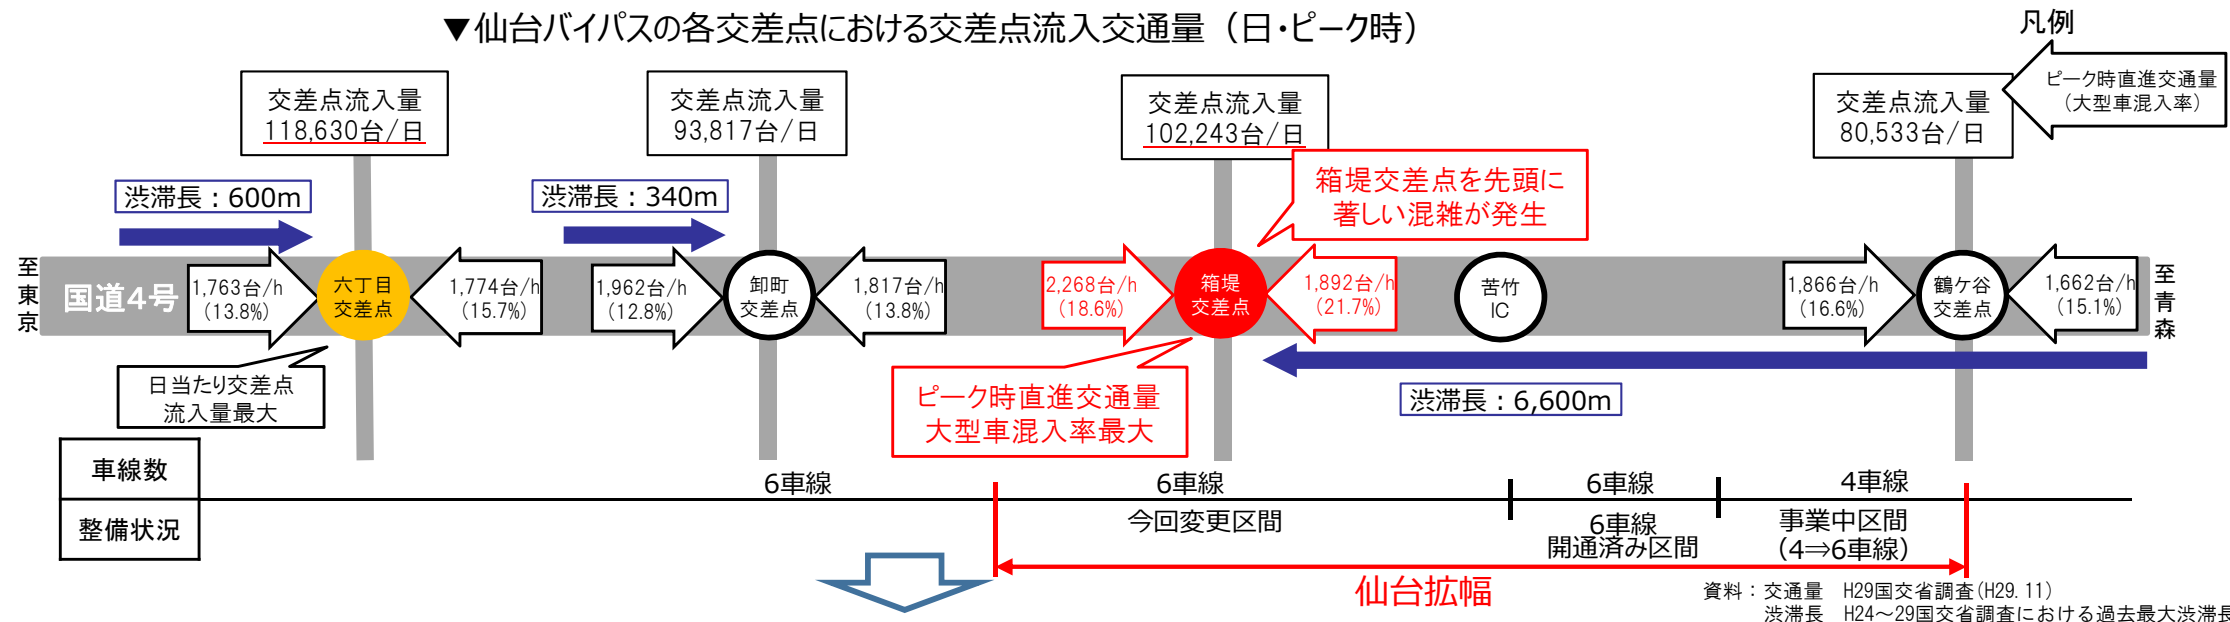 ▼仙台バイパスの各交差点における交差点流入交通量（日・ピーク時）
凡例
ピーク時直進交通量
（大型車混入率）
交差点流入量
118,630台/日
交差点流入量
93,817台/日
交差点流入量
102,243台/日
交差点流入量
80,533台/日
渋滞長：600m
渋滞長：340m
箱堤交差点を先頭に
著しい混雑が発生
至東京
国道4号
1,763台/h
(13.8%)
六丁目
交差点
1,774台/h
(15.7%)
1,962台/h
(12.8%)
卸町
交差点
1,817台/h
(13.8%)
2,268台/h
(18.6%)
箱堤
交差点
1,892台/h
(21.7%)
苦竹
IC
1,866台/h
(16.6%)
鶴ケ谷
交差点
1,662台/h
(15.1%)
至青森
日当たり交差点
流入量最大
ピーク時直進交通量
大型車混入率最大
渋滞長：6,600m
車線数
6車線
6車線
6車線
4車線
整備状況
今回変更区間
6車線
開通済み区間
事業中区間
（4⇒6車線）
仙台拡幅
資料：交通量　H29国交省調査(H29.11)
渋滞長　H24～29国交省調査における過去最大渋滞長